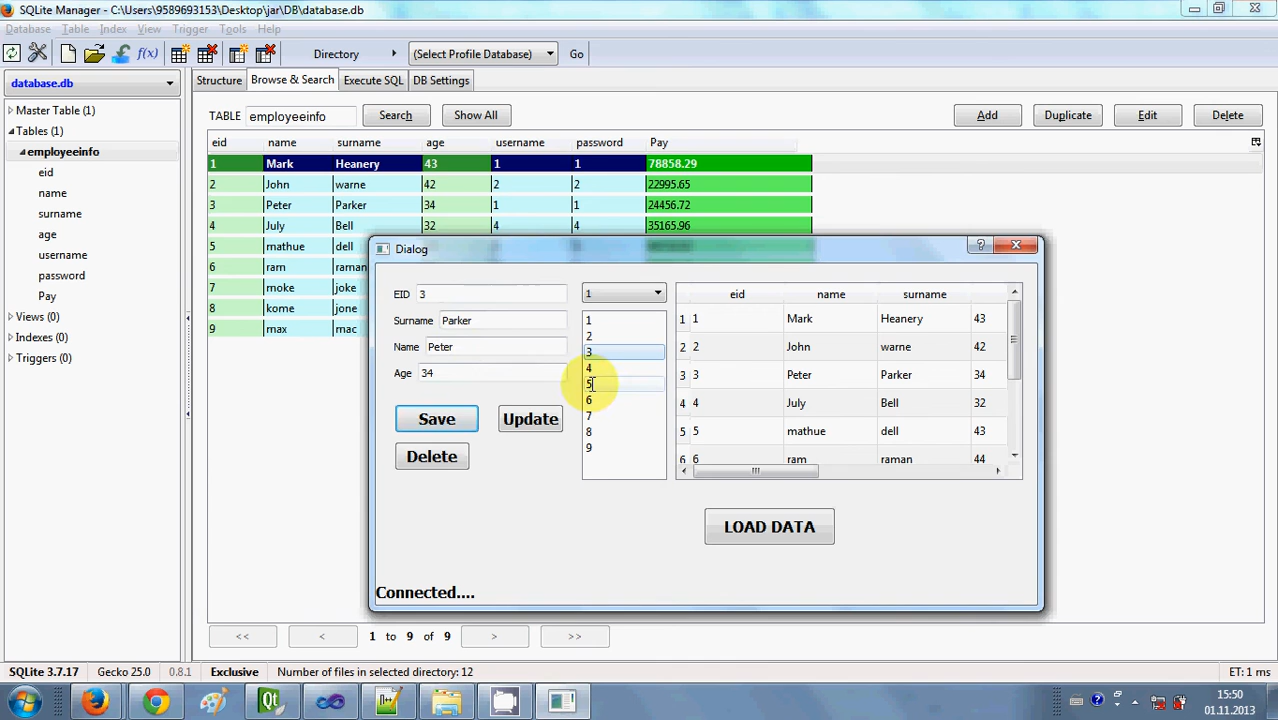 SQLite Manager - C:\Users\9589693153\Desktop\jar\DB\database.db
Database Table Index View Trigger Tools Help
f(x) Directory (Select Profile Database) Go
database.db
Structure Browse & Search Execute SQL DB Settings
Master Table (1)
Tables (1)
employeeinfo
eid
name
surname
age
username
password
Pay
Views (0)
Indexes (0)
Triggers (0)
TABLE employeeinfo Search Show All Add Duplicate Edit Delete
eid name surname age username password Pay
1 Mark Heanery 43 1 1 78858.29
2 John warne 42 2 2 22995.65
3 Peter Parker 34 1 1 24456.72
4 July Bell 32 4 4 35165.96
5 mathue dell
6 ram raman
7 moke joke
8 kome jone
9 max mac
Dialog
EID 3
Surname Parker
Name Peter
Age 34
Save Update
Delete
1
1
2
3
4
5
6
7
8
9
eid name surname
1 1 Mark Heanery 43
2 2 John warne 42
3 3 Peter Parker 34
4 4 July Bell 32
5 5 mathue dell 43
6 6 ram raman 44
LOAD DATA
Connected....
<< < 1 to 9 of 9 > >>
SQLite 3.7.17 Gecko 25.0 0.8.1 Exclusive Number of files in selected directory: 12 ET: 1 ms
Qt
15:50
01.11.2013